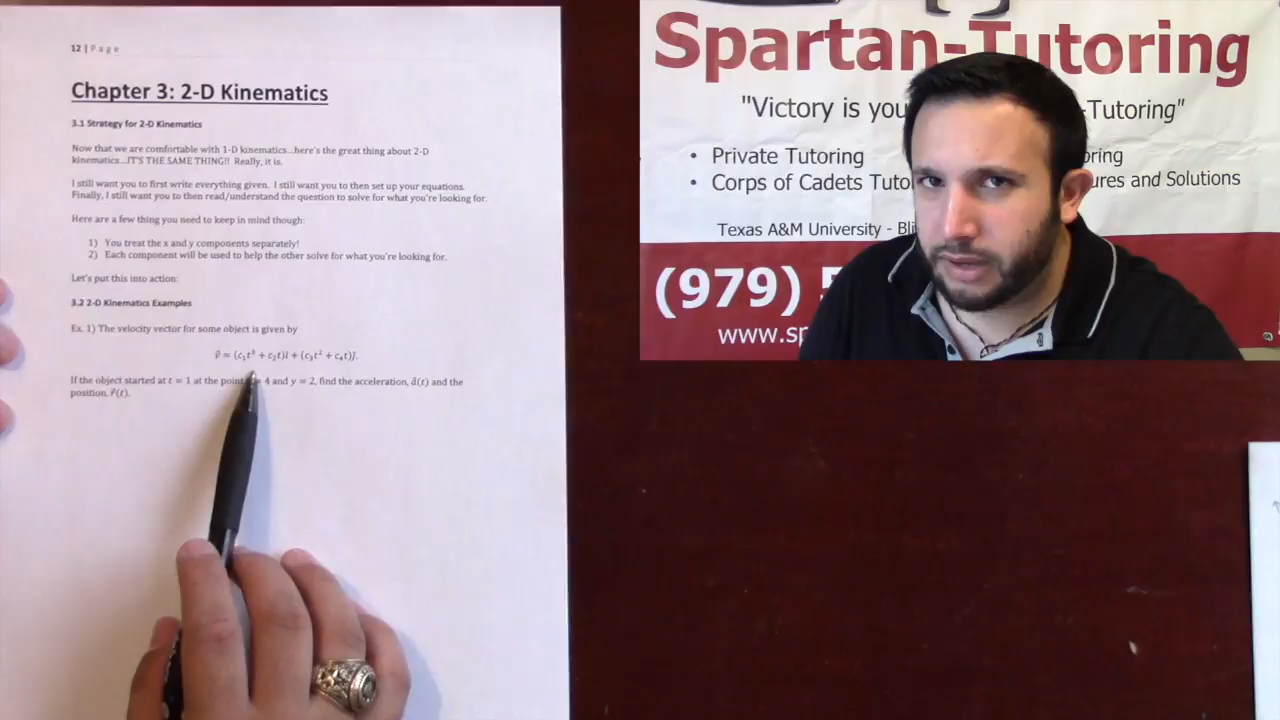 12 | Page
Chapter 3: 2-D Kinematics
3.1 Strategy for 2-D Kinematics
Now that we are comfortable with 1-D kinematics...here's the great thing about 2-D
kinematics...IT'S THE SAME THING!! Really, it is.
I still want you to first write everything given. I still want you to then set up your equations.
Finally, I still want you to then read/understand the question to solve for what you're looking for.
Here are a few thing you need to keep in mind though:
1) You treat the x and y components separately!
2) Each component will be used to help the other solve for what you're looking for.
Let's put this into action:
3.2 2-D Kinematics Examples
Ex. 1) The velocity vector for some object is given by
v⃗ = (c₁t³ + c₂t)î + (c₃t² + c₄t)ĵ.
If the object started at t = 1 at the point = 4 and y = 2, find the acceleration, a⃗(t) and the
position, r⃗(t).
Spartan-Tutoring
"Victory is -Tutoring"
• Private Tutoring
• Corps of Cadets and Solutions
Texas A&M University -
(979)